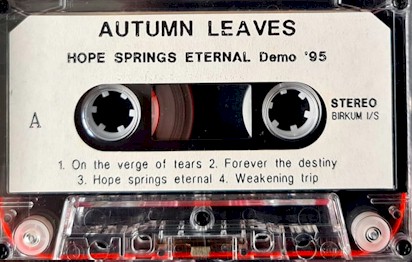 AUTUMN LEAVES
HOPE SPRINGS ETERNAL Demo '95
A
STEREO
BIRKUM I/S
1. On the verge of tears 2. Forever the destiny
3. Hope springs eternal 4. Weakening trip